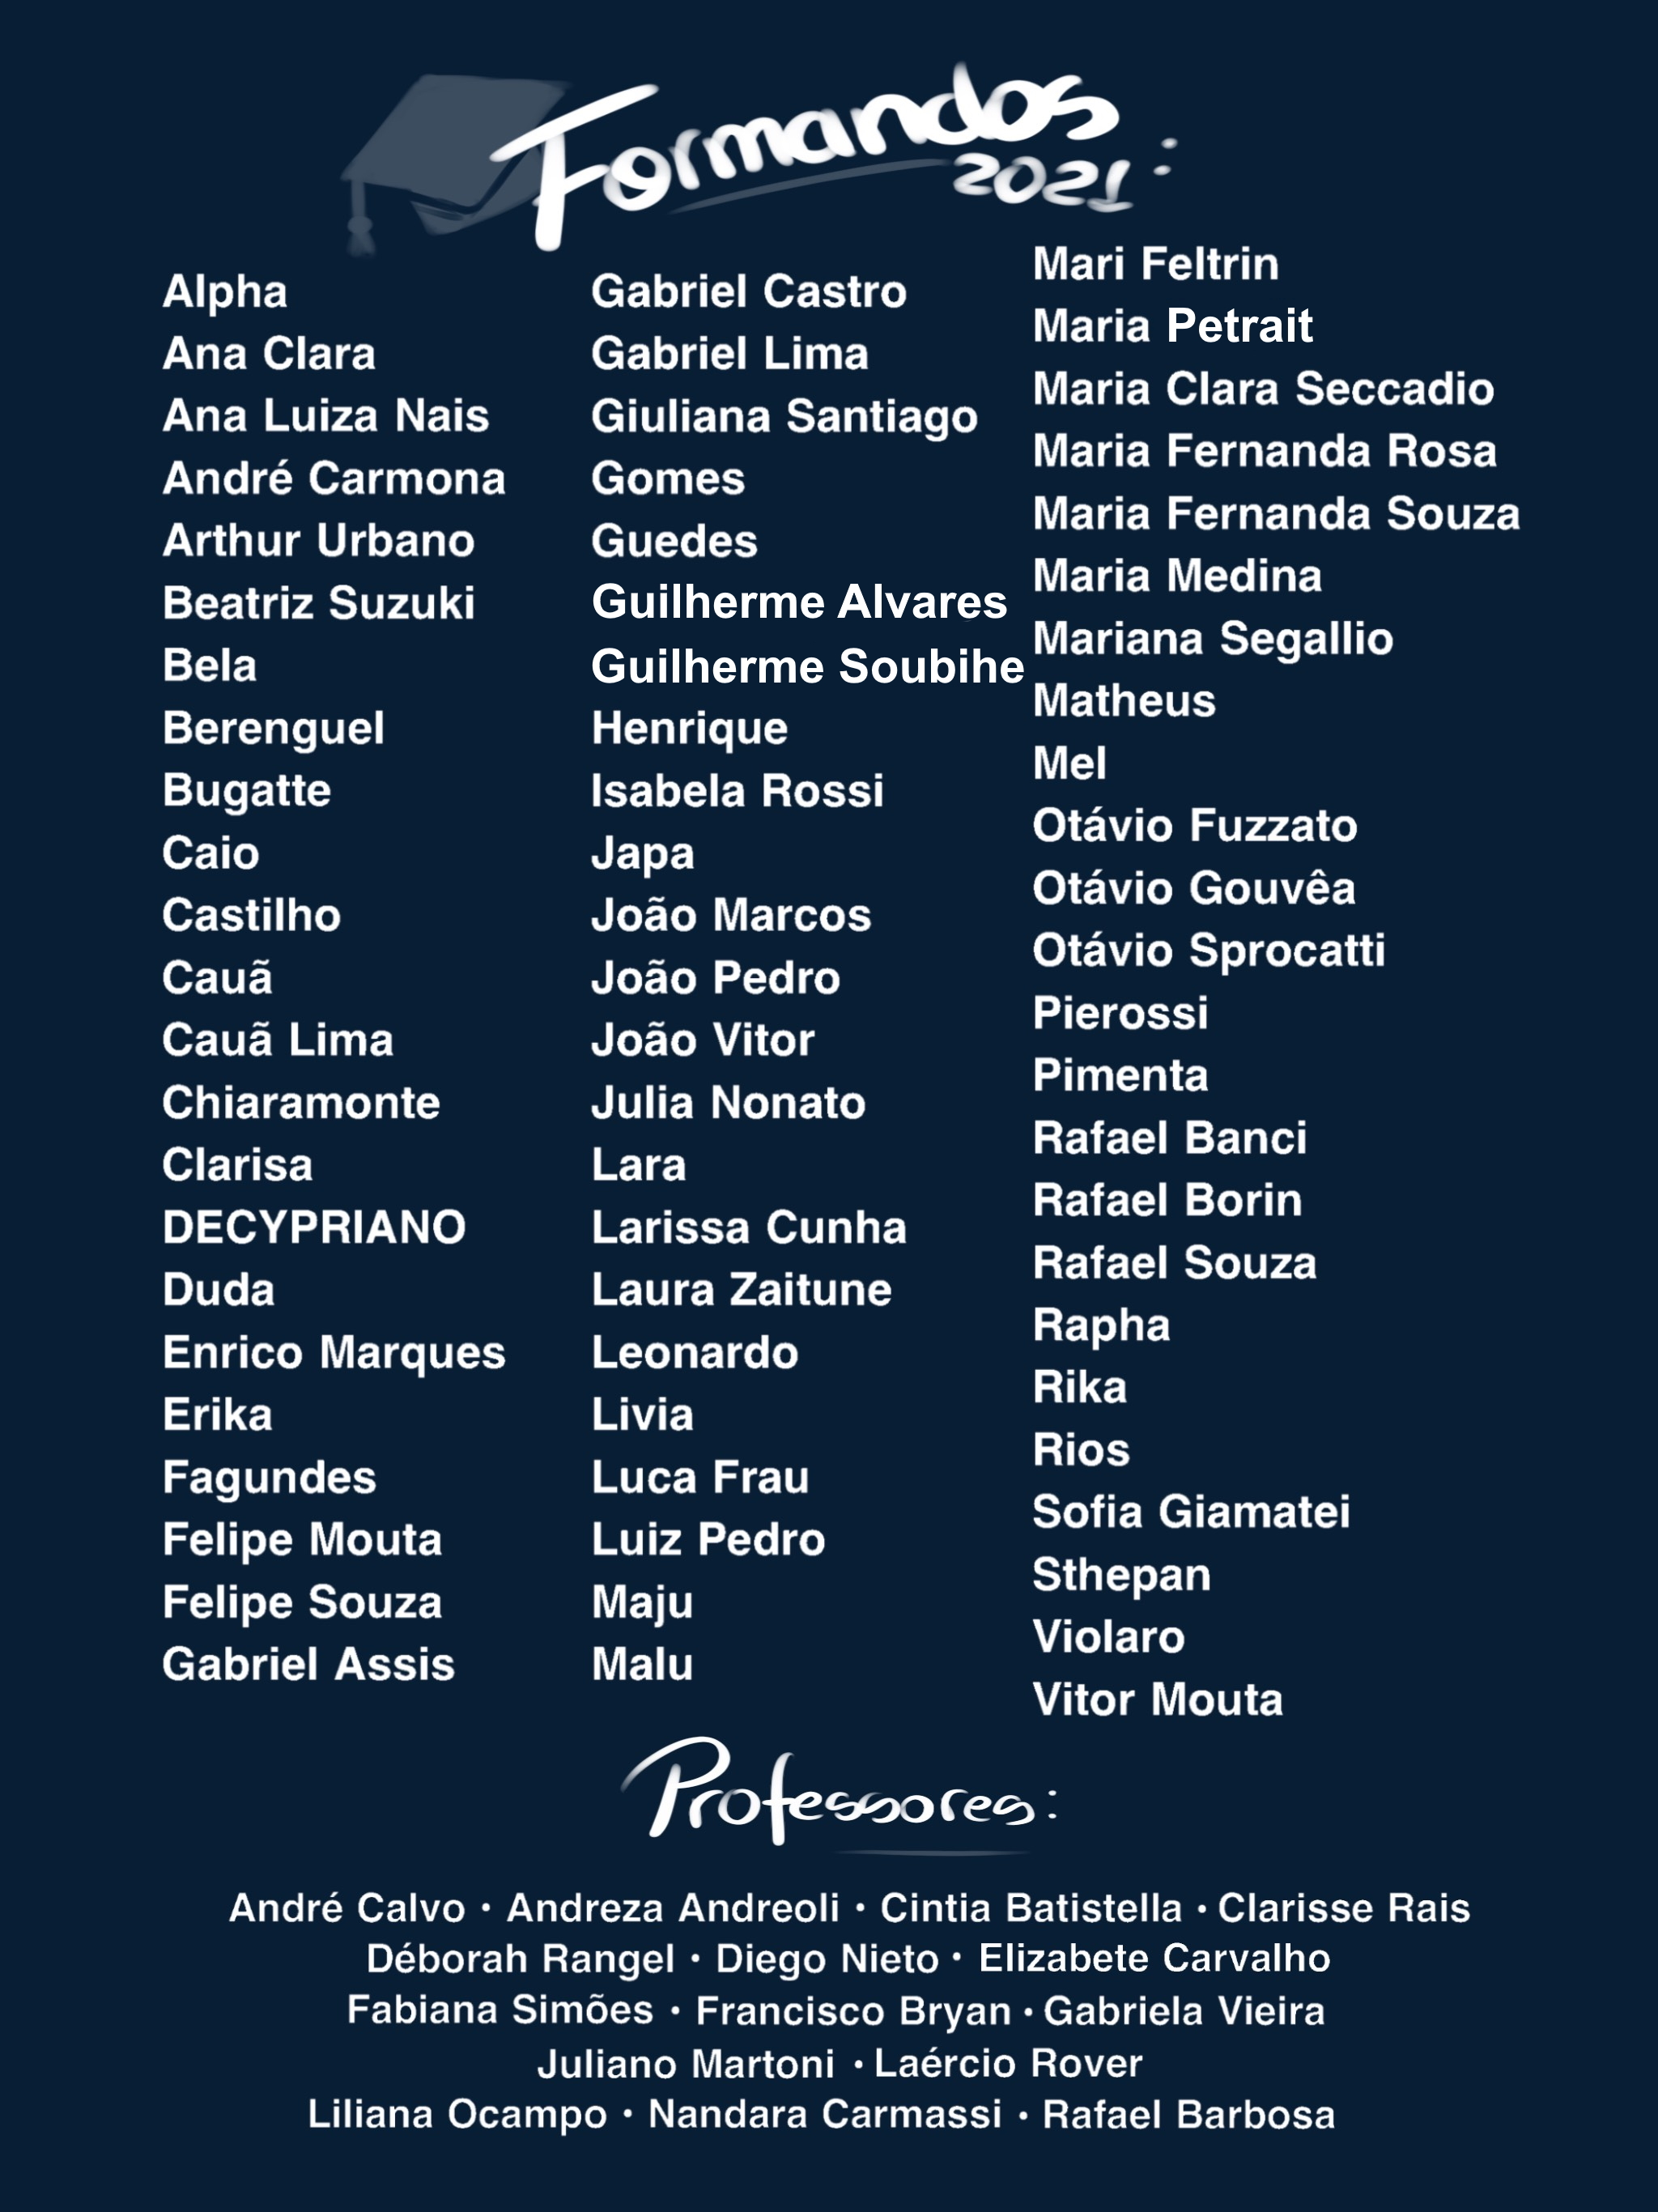 Formandos
2021:
Alpha
Ana Clara
Ana Luiza Nais
André Carmona
Arthur Urbano
Beatriz Suzuki
Bela
Berenguel
Bugatte
Caio
Castilho
Cauã
Cauã Lima
Chiaramonte
Clarisa
DECYPRIANO
Duda
Enrico Marques
Erika
Fagundes
Felipe Mouta
Felipe Souza
Gabriel Assis
Gabriel Castro
Gabriel Lima
Giuliana Santiago
Gomes
Guedes
Guilherme Alvares
Guilherme Soubihe
Henrique
Isabela Rossi
Japa
João Marcos
João Pedro
João Vitor
Julia Nonato
Lara
Larissa Cunha
Laura Zaitune
Leonardo
Livia
Luca Frau
Luiz Pedro
Maju
Malu
Mari Feltrin
Maria Petrait
Maria Clara Seccadio
Maria Fernanda Rosa
Maria Fernanda Souza
Maria Medina
Mariana Segallio
Matheus
Mel
Otávio Fuzzato
Otávio Gouvêa
Otávio Sprocatti
Pierossi
Pimenta
Rafael Banci
Rafael Borin
Rafael Souza
Rapha
Rika
Rios
Sofia Giamatei
Sthepan
Violaro
Vitor Mouta
Professores:
André Calvo • Andreza Andreoli • Cintia Batistella • Clarisse Rais
Déborah Rangel • Diego Nieto • Elizabete Carvalho
Fabiana Simões • Francisco Bryan • Gabriela Vieira
Juliano Martoni • Laércio Rover
Liliana Ocampo • Nandara Carmassi • Rafael Barbosa